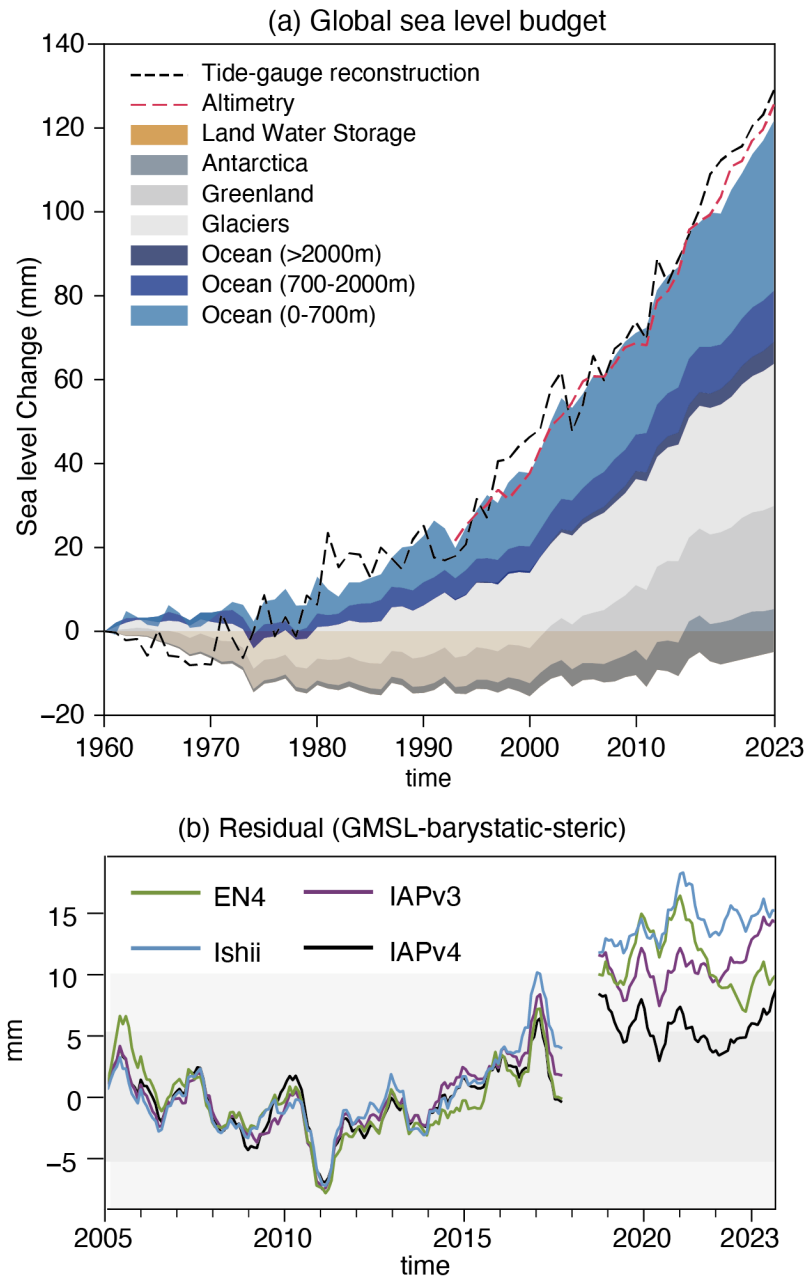 (a) Global sea level budget
Sea level Change (mm)
140
120
100
80
60
40
20
0
−20
Tide-gauge reconstruction
Altimetry
Land Water Storage
Antarctica
Greenland
Glaciers
Ocean (>2000m)
Ocean (700-2000m)
Ocean (0-700m)
1960 1970 1980 1990 2000 2010 2023
time
(b) Residual (GMSL-barystatic-steric)
mm
15
10
5
0
−5
EN4 IAPv3
Ishii IAPv4
2005 2010 2015 2020 2023
time